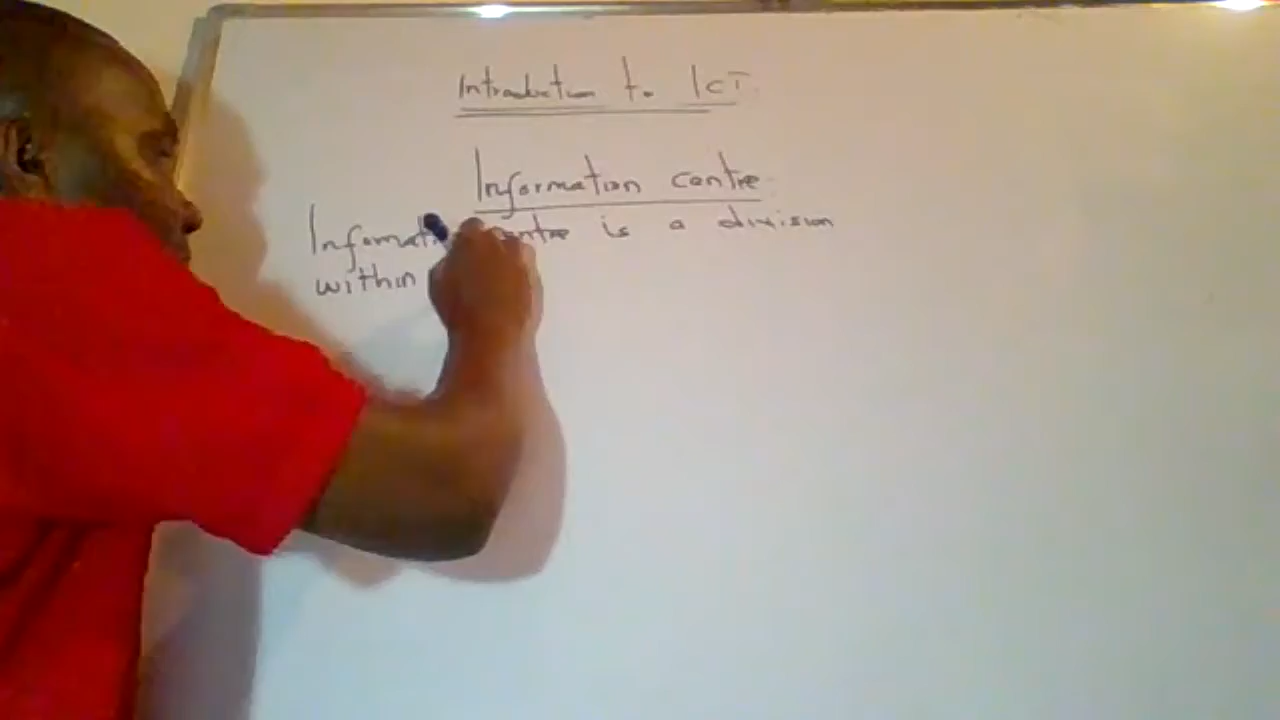 Introduction to ICT
Information centre
Information centre is a division
within